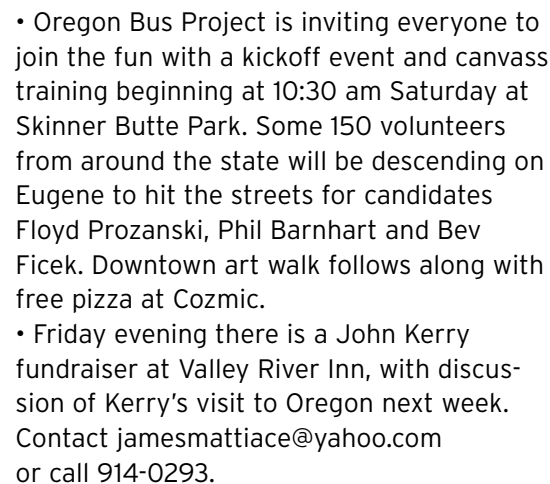 • Oregon Bus Project is inviting everyone to
join the fun with a kickoff event and canvass
training beginning at 10:30 am Saturday at
Skinner Butte Park. Some 150 volunteers
from around the state will be descending on
Eugene to hit the streets for candidates
Floyd Prozanski, Phil Barnhart and Bev
Ficek. Downtown art walk follows along with
free pizza at Cozmic.
• Friday evening there is a John Kerry
fundraiser at Valley River Inn, with discus-
sion of Kerry's visit to Oregon next week.
Contact jamesmattiace@yahoo.com
or call 914-0293.